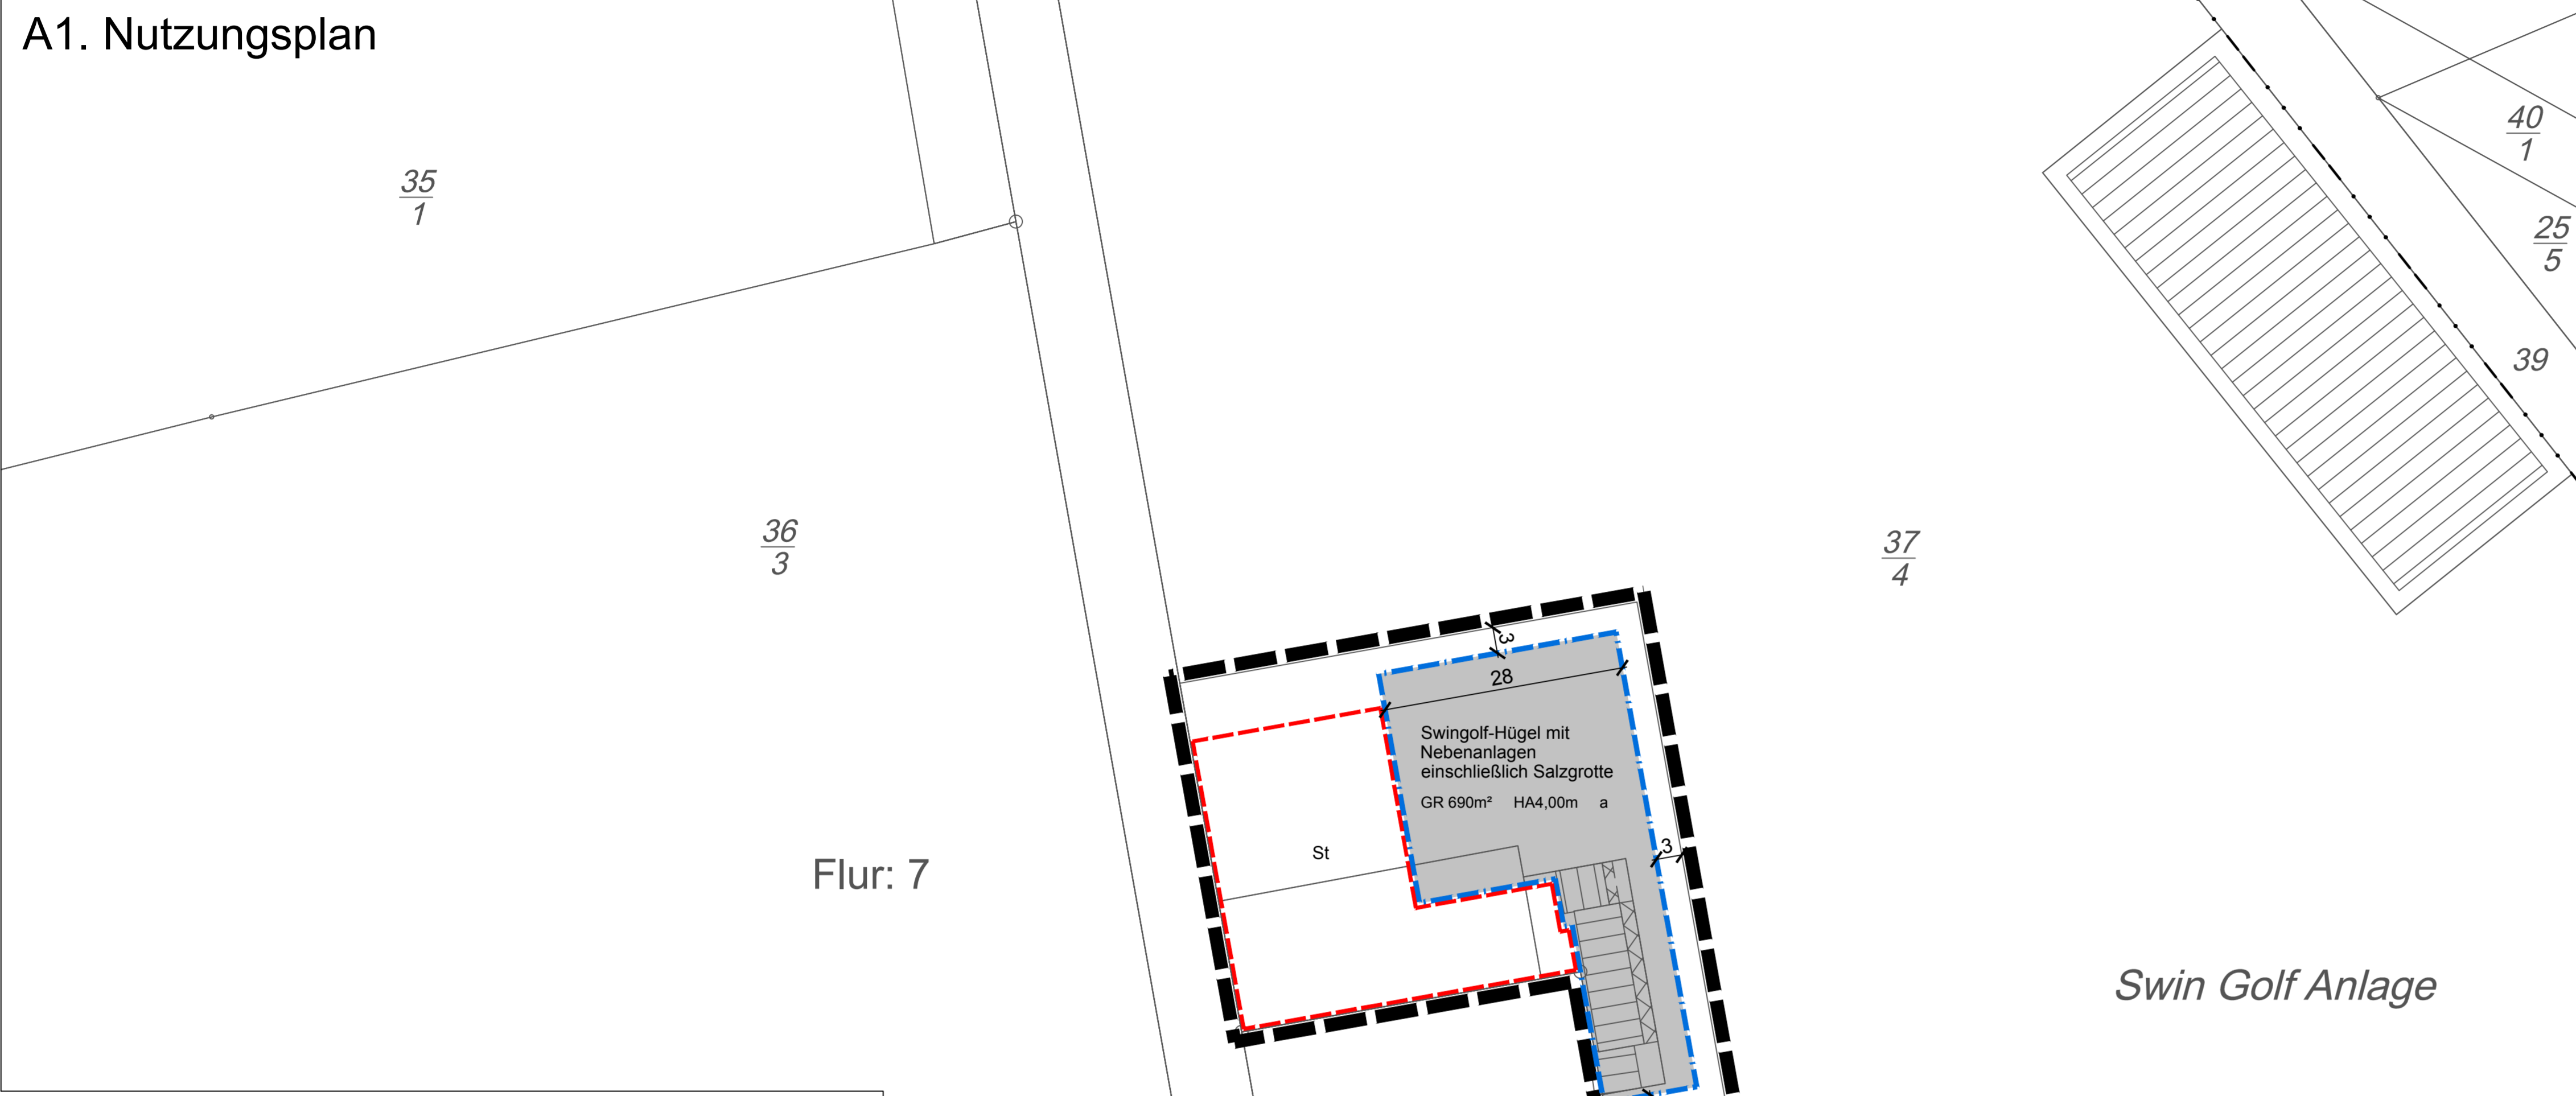 A1. Nutzungsplan
40
1
35
1
25
5
39
36
3
37
4
3
28
Swingolf-Hügel mit
Nebenanlagen
einschließlich Salzgrotte
GR 690m² HA4,00m a
3
St
Flur: 7
Swin Golf Anlage